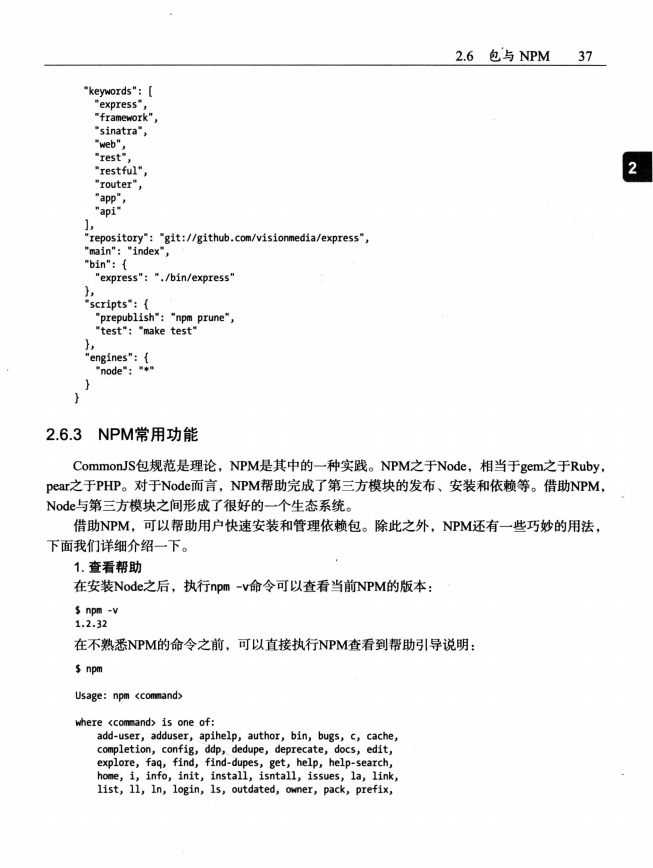 2.6 包与 NPM 37
"keywords": [
"express",
"framework",
"sinatra",
"web",
"rest",
"restful",
"router",
"app",
"api"
],
"repository": "git://github.com/visionmedia/express",
"main": "index",
"bin": {
"express": "./bin/express"
},
"scripts": {
"prepublish": "npm prune",
"test": "make test"
},
"engines": {
"node": "*"
}
}
2
2.6.3 NPM常用功能
CommonJS包规范是理论，NPM是其中的一种实践。NPM之于Node，相当于gem之于Ruby，
pear之于PHP。对于Node而言，NPM帮助完成了第三方模块的发布、安装和依赖等。借助NPM，
Node与第三方模块之间形成了很好的一个生态系统。
借助NPM，可以帮助用户快速安装和管理依赖包。除此之外，NPM还有一些巧妙的用法，
下面我们详细介绍一下。
1. 查看帮助
在安装Node之后，执行npm -v命令可以查看当前NPM的版本：
$ npm -v
1.2.32
在不熟悉NPM的命令之前，可以直接执行NPM查看到帮助引导说明：
$ npm
Usage: npm <command>
where <command> is one of:
add-user, adduser, apihelp, author, bin, bugs, c, cache,
completion, config, ddp, dedupe, deprecate, docs, edit,
explore, faq, find, find-dupes, get, help, help-search,
home, i, info, init, install, isntall, issues, la, link,
list, ll, ln, login, ls, outdated, owner, pack, prefix,